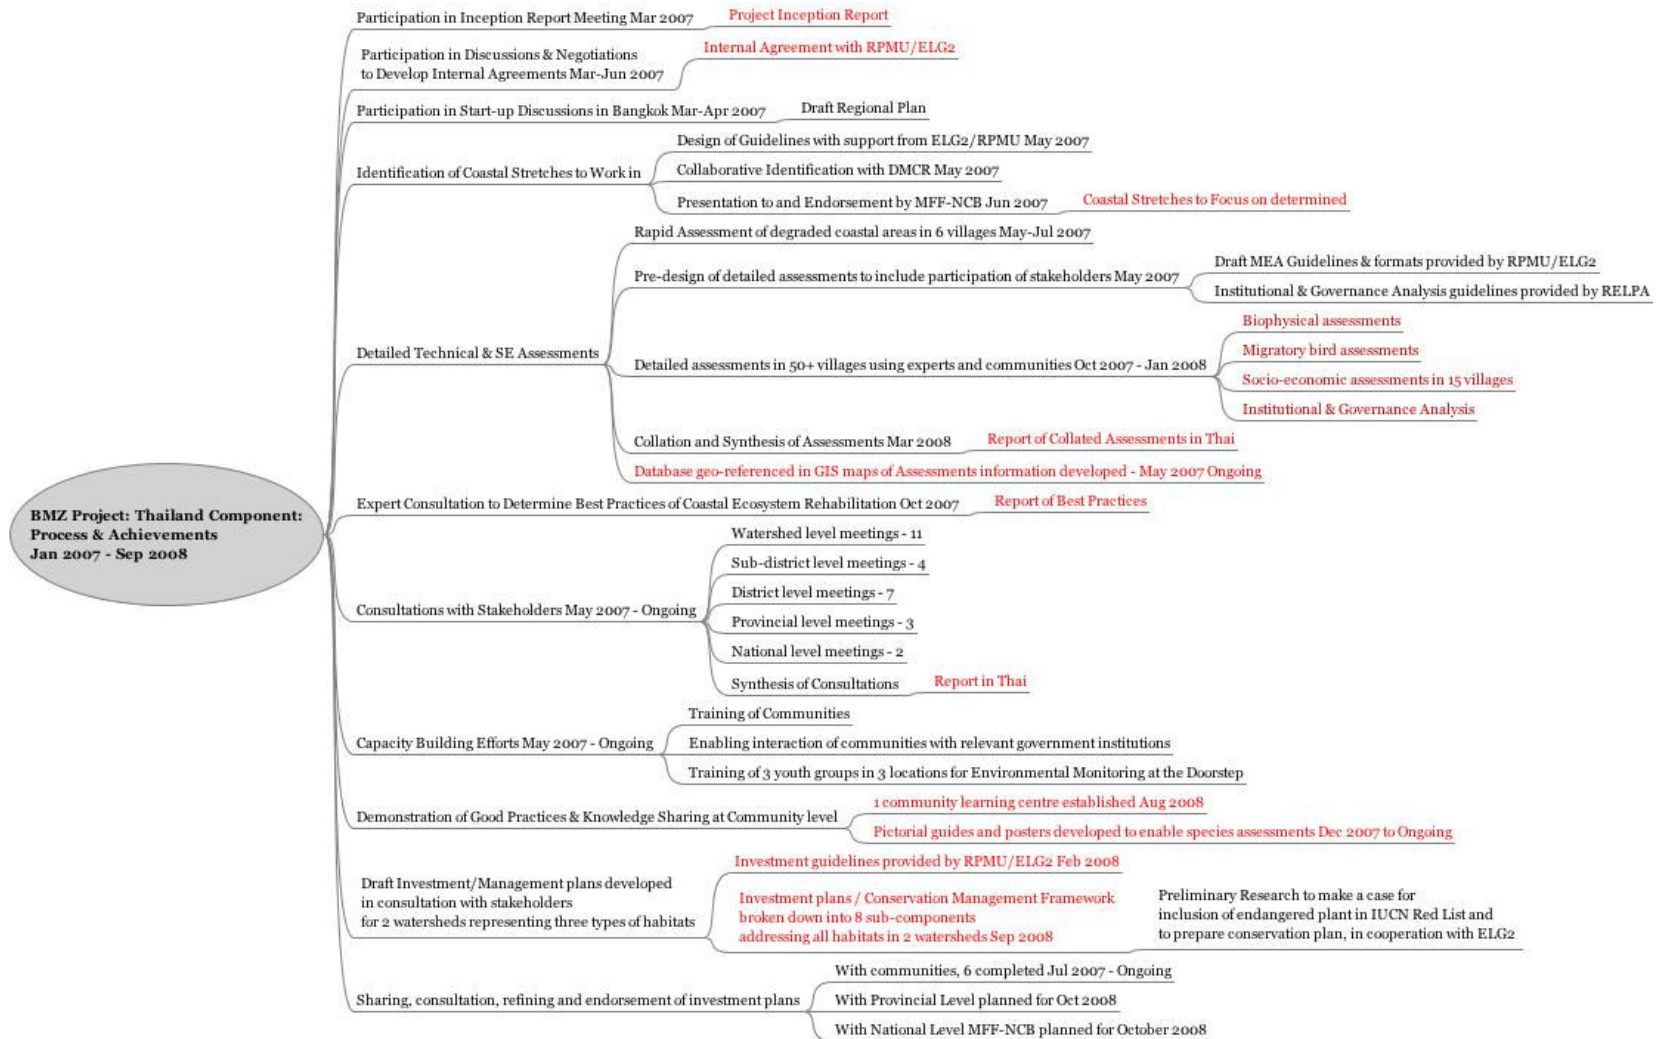 BMZ Project: Thailand Component:
Process & Achievements
Jan 2007 - Sep 2008
Participation in Inception Report Meeting Mar 2007
Project Inception Report
Participation in Discussions & Negotiations
to Develop Internal Agreements Mar-Jun 2007
Internal Agreement with RPMU/ELG2
Participation in Start-up Discussions in Bangkok Mar-Apr 2007
Draft Regional Plan
Identification of Coastal Stretches to Work in
Design of Guidelines with support from ELG2/RPMU May 2007
Collaborative Identification with DMCR May 2007
Presentation to and Endorsement by MFF-NCB Jun 2007
Coastal Stretches to Focus on determined
Detailed Technical & SE Assessments
Rapid Assessment of degraded coastal areas in 6 villages May-Jul 2007
Pre-design of detailed assessments to include participation of stakeholders May 2007
Draft MEA Guidelines & formats provided by RPMU/ELG2
Institutional & Governance Analysis guidelines provided by RELPA
Detailed assessments in 50+ villages using experts and communities Oct 2007 - Jan 2008
Biophysical assessments
Migratory bird assessments
Socio-economic assessments in 15 villages
Institutional & Governance Analysis
Collation and Synthesis of Assessments Mar 2008
Report of Collated Assessments in Thai
Database geo-referenced in GIS maps of Assessments information developed - May 2007 Ongoing
Expert Consultation to Determine Best Practices of Coastal Ecosystem Rehabilitation Oct 2007
Report of Best Practices
Consultations with Stakeholders May 2007 - Ongoing
Watershed level meetings - 11
Sub-district level meetings - 4
District level meetings - 7
Provincial level meetings - 3
National level meetings - 2
Synthesis of Consultations
Report in Thai
Capacity Building Efforts May 2007 - Ongoing
Training of Communities
Enabling interaction of communities with relevant government institutions
Training of 3 youth groups in 3 locations for Environmental Monitoring at the Doorstep
Demonstration of Good Practices & Knowledge Sharing at Community level
1 community learning centre established Aug 2008
Pictorial guides and posters developed to enable species assessments Dec 2007 to Ongoing
Draft Investment/Management plans developed
in consultation with stakeholders
for 2 watersheds representing three types of habitats
Investment guidelines provided by RPMU/ELG2 Feb 2008
Investment plans / Conservation Management Framework
broken down into 8 sub-components
addressing all habitats in 2 watersheds Sep 2008
Preliminary Research to make a case for
inclusion of endangered plant in IUCN Red List and
to prepare conservation plan, in cooperation with ELG2
Sharing, consultation, refining and endorsement of investment plans
With communities, 6 completed Jul 2007 - Ongoing
With Provincial Level planned for Oct 2008
With National Level MFF-NCB planned for October 2008